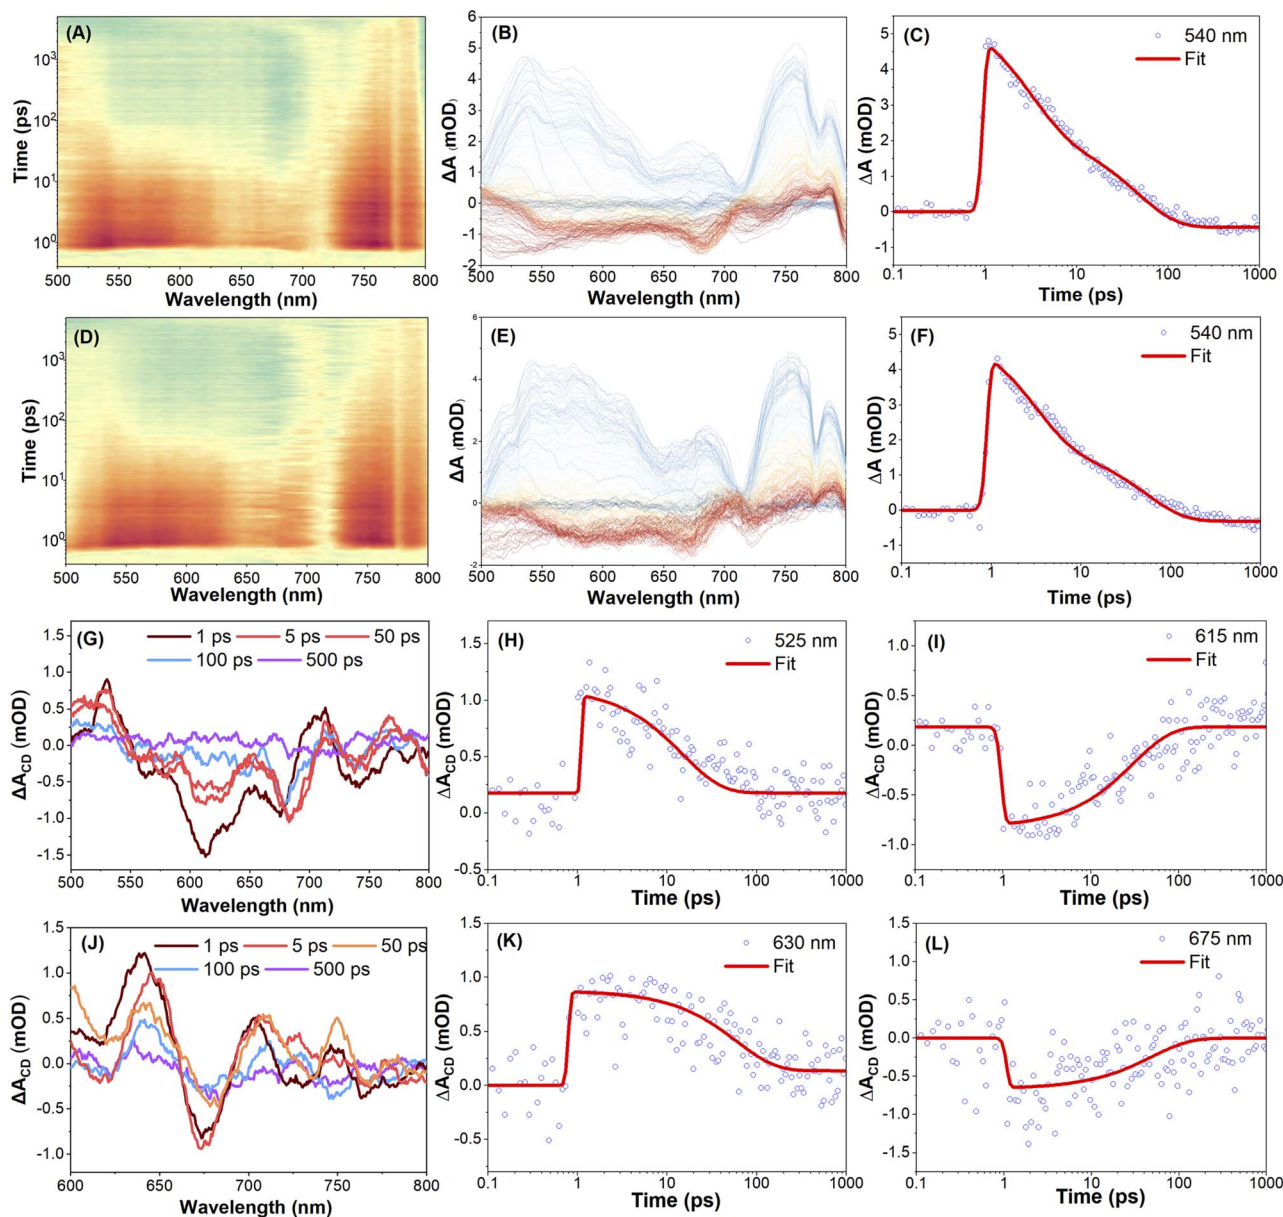 (A)
Time (ps)
10³
10²
10¹
10⁰
500 550 600 650 700 750 800
Wavelength (nm)
(B)
ΔA (mOD)
6
5
4
3
2
1
0
-1
-2
500 550 600 650 700 750 800
Wavelength (nm)
(C)
540 nm
Fit
ΔA (mOD)
5
4
3
2
1
0
-1
0.1 1 10 100 1000
Time (ps)
(D)
Time (ps)
10³
10²
10¹
10⁰
500 550 600 650 700 750 800
Wavelength (nm)
(E)
ΔA (mOD)
6
4
2
0
-2
500 550 600 650 700 750 800
Wavelength (nm)
(F)
540 nm
Fit
ΔA (mOD)
5
4
3
2
1
0
-1
0.1 1 10 100 1000
Time (ps)
(G)
1 ps 5 ps 50 ps
100 ps 500 ps
ΔA_CD (mOD)
1.5
1.0
0.5
0.0
-0.5
-1.0
-1.5
500 550 600 650 700 750 800
Wavelength (nm)
(H)
525 nm
Fit
ΔA_CD (mOD)
1.5
1.0
0.5
0.0
-0.5
0.1 1 10 100 1000
Time (ps)
(I)
615 nm
Fit
ΔA_CD (mOD)
1.0
0.5
0.0
-0.5
-1.0
0.1 1 10 100 1000
Time (ps)
(J)
1 ps 5 ps 50 ps
100 ps 500 ps
ΔA_CD (mOD)
1.5
1.0
0.5
0.0
-0.5
1.0
600 650 700 750 800
Wavelength (nm)
(K)
630 nm
Fit
ΔA_CD (mOD)
1.5
1.0
0.5
0.0
-0.5
0.1 1 10 100 1000
Time (ps)
(L)
675 nm
Fit
ΔA_CD (mOD)
1.5
1.0
0.5
0.0
-0.5
-1.0
-1.5
0.1 1 10 100 1000
Time (ps)